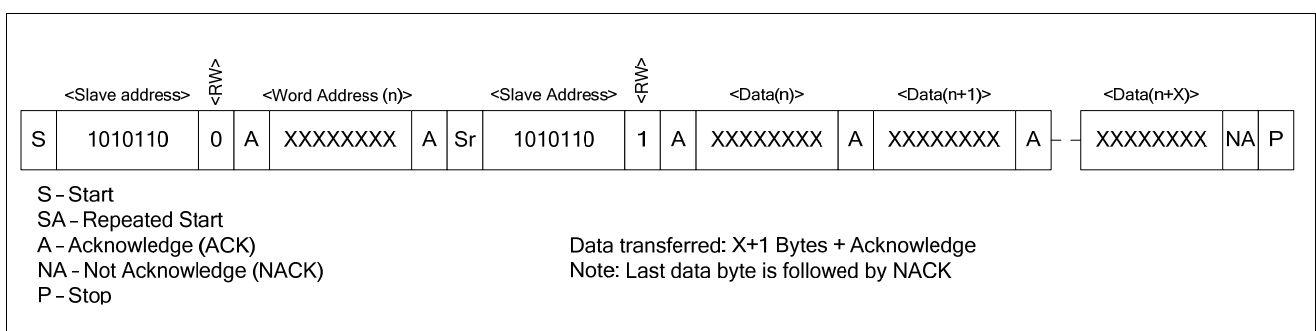 <Slave address> <RW> <Word Address (n)> <Slave Address> <RW> <Data(n)> <Data(n+1)> <Data(n+X)>
S 1010110 0 A XXXXXXXX A Sr 1010110 1 A XXXXXXXX A XXXXXXXX A XXXXXXXX NA P
S – Start
SA – Repeated Start
A – Acknowledge (ACK)
NA – Not Acknowledge (NACK)
P – Stop
Data transferred: X+1 Bytes + Acknowledge
Note: Last data byte is followed by NACK